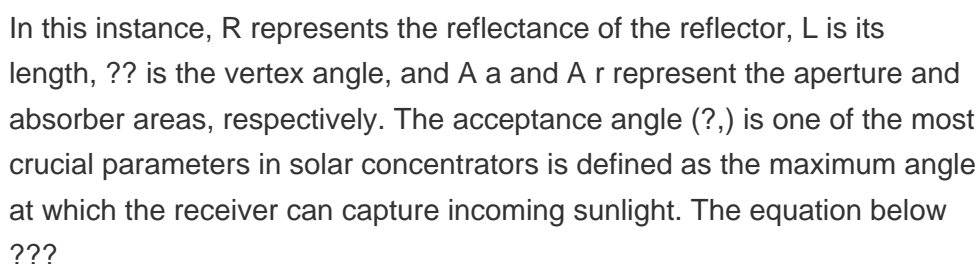 In this instance, R represents the reflectance of the reflector, L is its
length, ?? is the vertex angle, and A a and A r represent the aperture and
absorber areas, respectively. The acceptance angle (?,) is one of the most
crucial parameters in solar concentrators is defined as the maximum angle
at which the receiver can capture incoming sunlight. The equation below
???